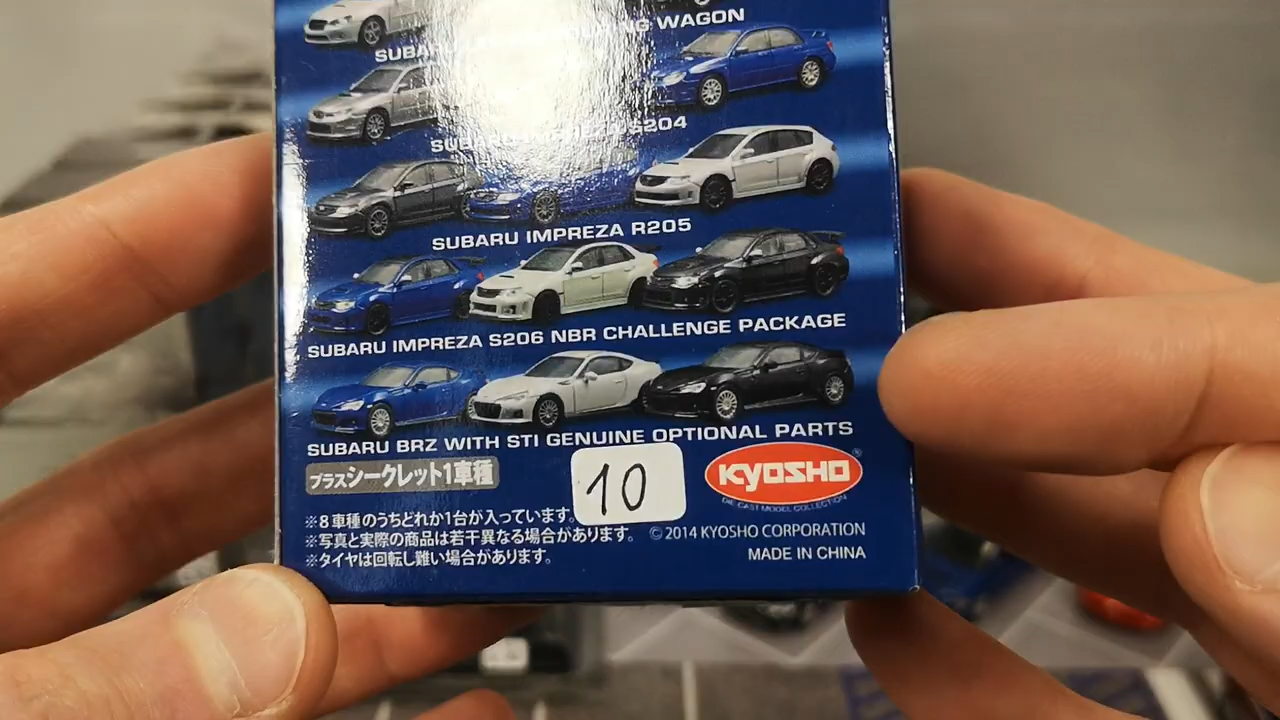 WAGON
SUBARU
S204
SUBARU IMPREZA R205
SUBARU IMPREZA S206 NBR CHALLENGE PACKAGE
SUBARU BRZ WITH STI GENUINE OPTIONAL PARTS
プラスシークレット1車種
10
KYOSHO
DIE CAST MODEL COLLECTION
※8車種のうちどれか1台が入っています。
※写真と実際の商品は若干異なる場合があります。
※タイヤは回転し難い場合があります。
©2014 KYOSHO CORPORATION
MADE IN CHINA